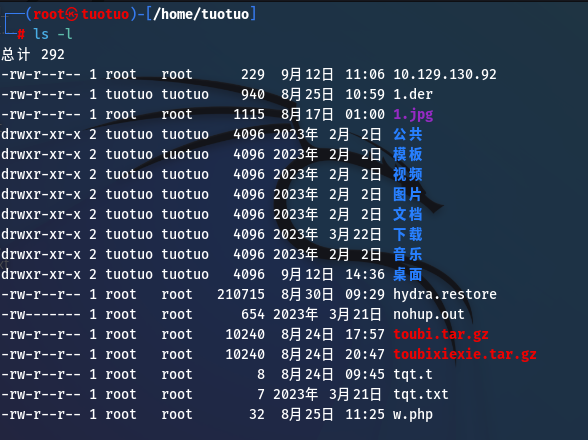 ┌──(root㉿tuotuo)-[/home/tuotuo]
└─# ls -l
总计 292
-rw-r--r-- 1 root   root      229  9月12日 11:06 10.129.130.92
-rw-r--r-- 1 tuotuo tuotuo    940  8月25日 10:59 1.der
-rw-r--r-- 1 root   root     1115  8月17日 01:00 1.jpg
drwxr-xr-x 2 tuotuo tuotuo   4096 2023年 2月 2日 公共
drwxr-xr-x 2 tuotuo tuotuo   4096 2023年 2月 2日 模板
drwxr-xr-x 2 tuotuo tuotuo   4096 2023年 2月 2日 视频
drwxr-xr-x 2 tuotuo tuotuo   4096 2023年 2月 2日 图片
drwxr-xr-x 2 tuotuo tuotuo   4096 2023年 2月 2日 文档
drwxr-xr-x 2 tuotuo tuotuo   4096 2023年 3月22日 下载
drwxr-xr-x 2 tuotuo tuotuo   4096 2023年 2月 2日 音乐
drwxr-xr-x 2 tuotuo tuotuo   4096  9月12日 14:36 桌面
-rw-r--r-- 1 root   root   210715  8月30日 09:29 hydra.restore
-rw------- 1 root   root      654 2023年 3月21日 nohup.out
-rw-r--r-- 1 root   root    10240  8月24日 17:57 toubi.tar.gz
-rw-r--r-- 1 root   root    10240  8月24日 20:47 toubixiexie.tar.gz
-rw-r--r-- 1 root   root        8  8月24日 09:45 tqt.t
-rw-r--r-- 1 root   root        7 2023年 3月21日 tqt.txt
-rw-r--r-- 1 root   root       32  8月25日 11:25 w.php